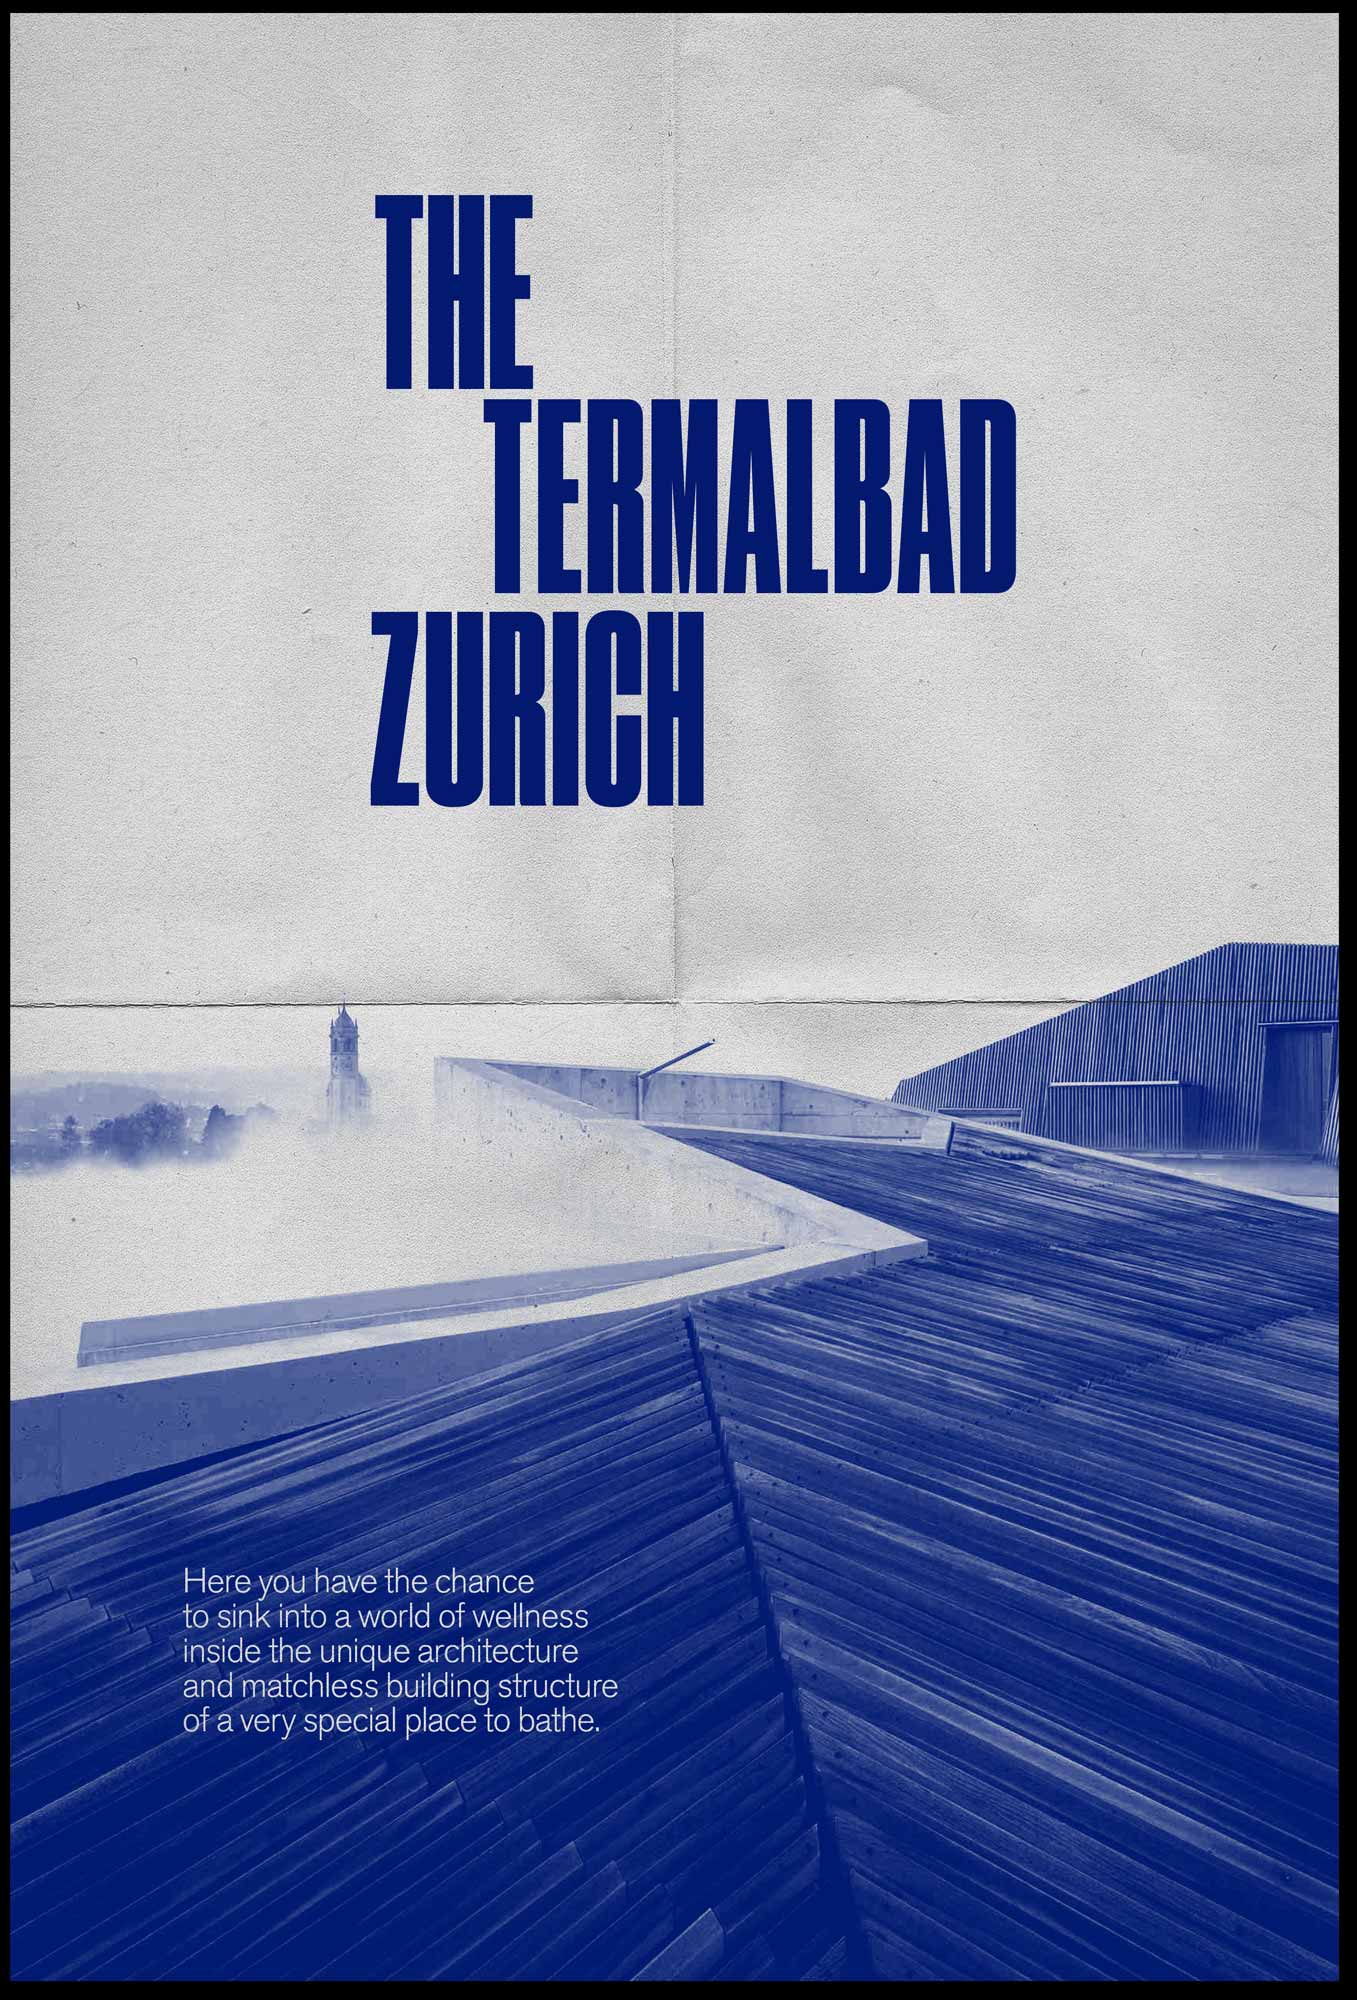 THE
TERMALBAD
ZURICH
Here you have the chance
to sink into a world of wellness
inside the unique architecture
and matchless building structure
of a very special place to bathe.